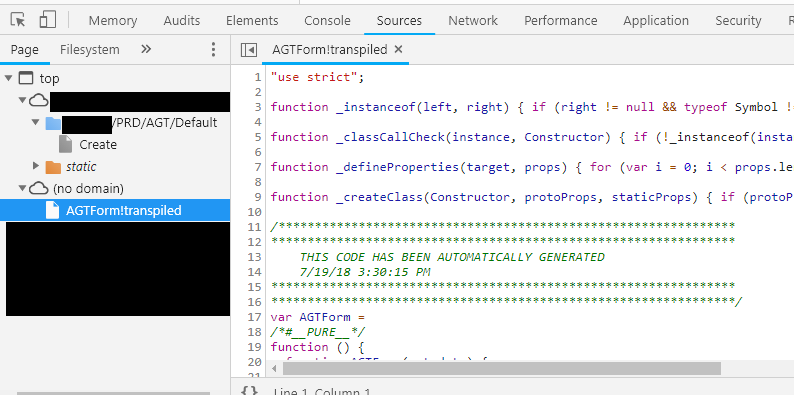 Memory Audits Elements Console Sources Network Performance Application Security
Page Filesystem » AGTForm!transpiled ×
top
/PRD/AGT/Default
Create
static
(no domain)
AGTForm!transpiled
1 "use strict";
2
3 function _instanceof(left, right) { if (right != null && typeof Symbol !
4
5 function _classCallCheck(instance, Constructor) { if (!_instanceof(insta
6
7 function _defineProperties(target, props) { for (var i = 0; i < props.le
8
9 function _createClass(Constructor, protoProps, staticProps) { if (protoP
10
11 /***************************************************************
12 ****************************************************************
13 THIS CODE HAS BEEN AUTOMATICALLY GENERATED
14 7/19/18 3:30:15 PM
15 ****************************************************************
16 ****************************************************************/
17 var AGTForm =
18 /*#__PURE__*/
19 function () {
20
{} Line 1, Column 1